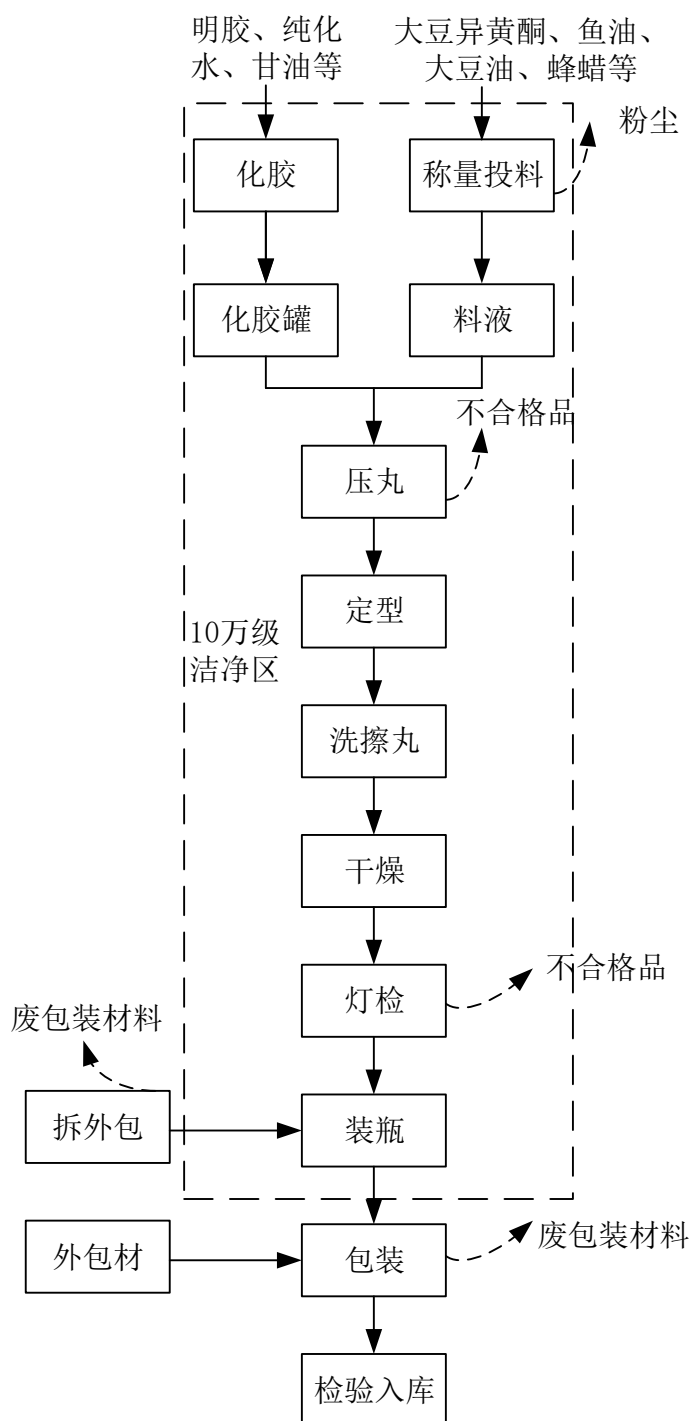 明胶、纯化
水、甘油等
大豆异黄酮、鱼油、
大豆油、蜂蜡等
粉尘
化胶
称量投料
化胶罐
料液
不合格品
压丸
定型
10万级
洁净区
洗擦丸
干燥
灯检
不合格品
废包装材料
拆外包
装瓶
外包材
包装
废包装材料
检验入库